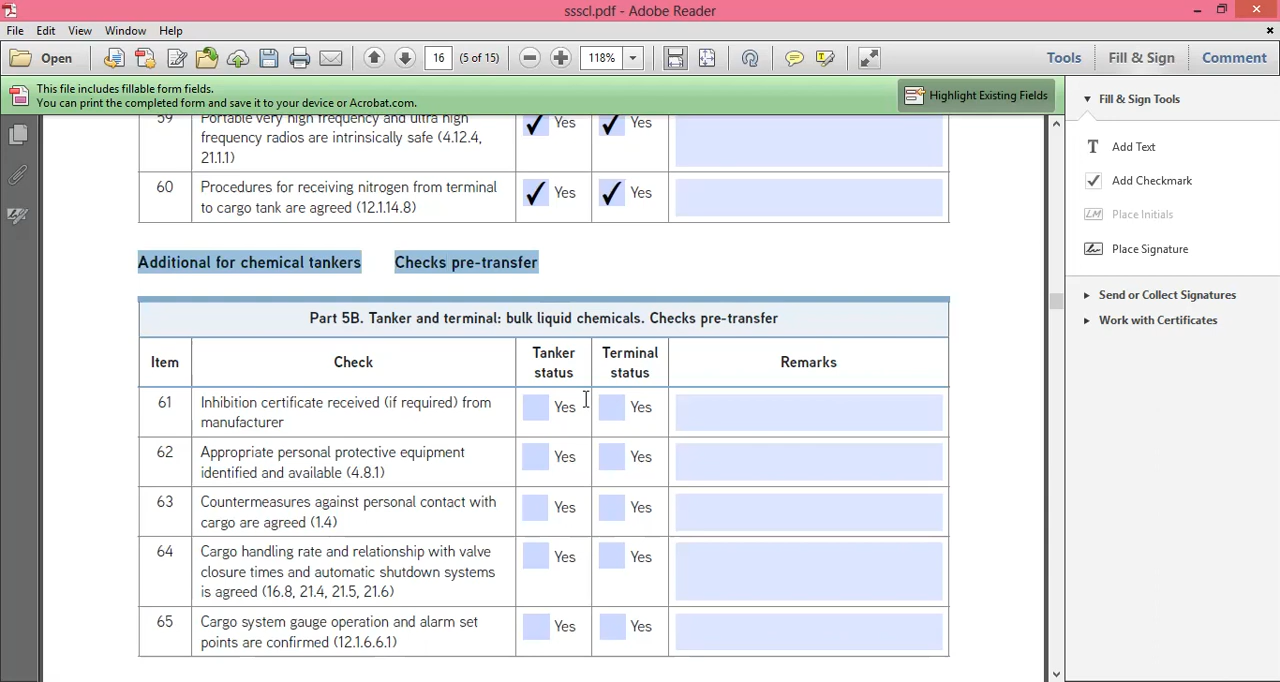 ssscl.pdf - Adobe Reader
File Edit View Window Help
Open 16 (5 of 15) 118% Tools Fill & Sign Comment
This file includes fillable form fields.
You can print the completed form and save it to your device or Acrobat.com.
Highlight Existing Fields
Fill & Sign Tools
Add Text
Add Checkmark
LM Place Initials
Place Signature
Send or Collect Signatures
Work with Certificates
59 Portable very high frequency and ultra high Yes Yes
frequency radios are intrinsically safe (4.12.4,
21.1.1)
60 Procedures for receiving nitrogen from terminal Yes Yes
to cargo tank are agreed (12.1.14.8)
Additional for chemical tankers Checks pre-transfer
Part 5B. Tanker and terminal: bulk liquid chemicals. Checks pre-transfer
Item Check Tanker status Terminal status Remarks
61 Inhibition certificate received (if required) from Yes Yes
manufacturer
62 Appropriate personal protective equipment Yes Yes
identified and available (4.8.1)
63 Countermeasures against personal contact with Yes Yes
cargo are agreed (1.4)
64 Cargo handling rate and relationship with valve Yes Yes
closure times and automatic shutdown systems
is agreed (16.8, 21.4, 21.5, 21.6)
65 Cargo system gauge operation and alarm set Yes Yes
points are confirmed (12.1.6.6.1)